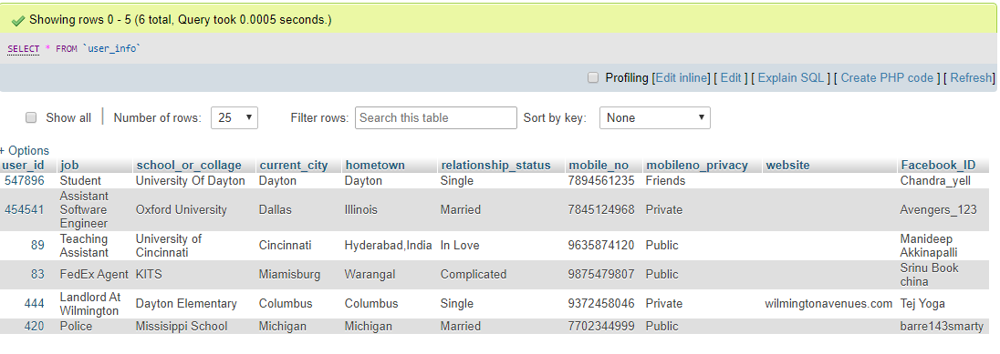 Showing rows 0 - 5 (6 total, Query took 0.0005 seconds.)
SELECT * FROM `user_info`
Profiling [Edit inline] [ Edit ] [ Explain SQL ] [ Create PHP code ] [ Refresh]
Show all | Number of rows: 25 Filter rows: Search this table Sort by key: None
+ Options
user_id job school_or_collage current_city hometown relationship_status mobile_no mobileno_privacy website Facebook_ID
547896 Student University Of Dayton Dayton Dayton Single 7894561235 Friends Chandra_yell
454541 Assistant Software Engineer Oxford University Dallas Illinois Married 7845124968 Private Avengers_123
89 Teaching Assistant University of Cincinnati Cincinnati Hyderabad,India In Love 9635874120 Public Manideep Akkinapalli
83 FedEx Agent KITS Miamisburg Warangal Complicated 9875479807 Public Srinu Book china
444 Landlord At Wilmington Dayton Elementary Columbus Columbus Single 9372458046 Private wilmingtonavenues.com Tej Yoga
420 Police Missisippi School Michigan Michigan Married 7702344999 Public barre143smarty